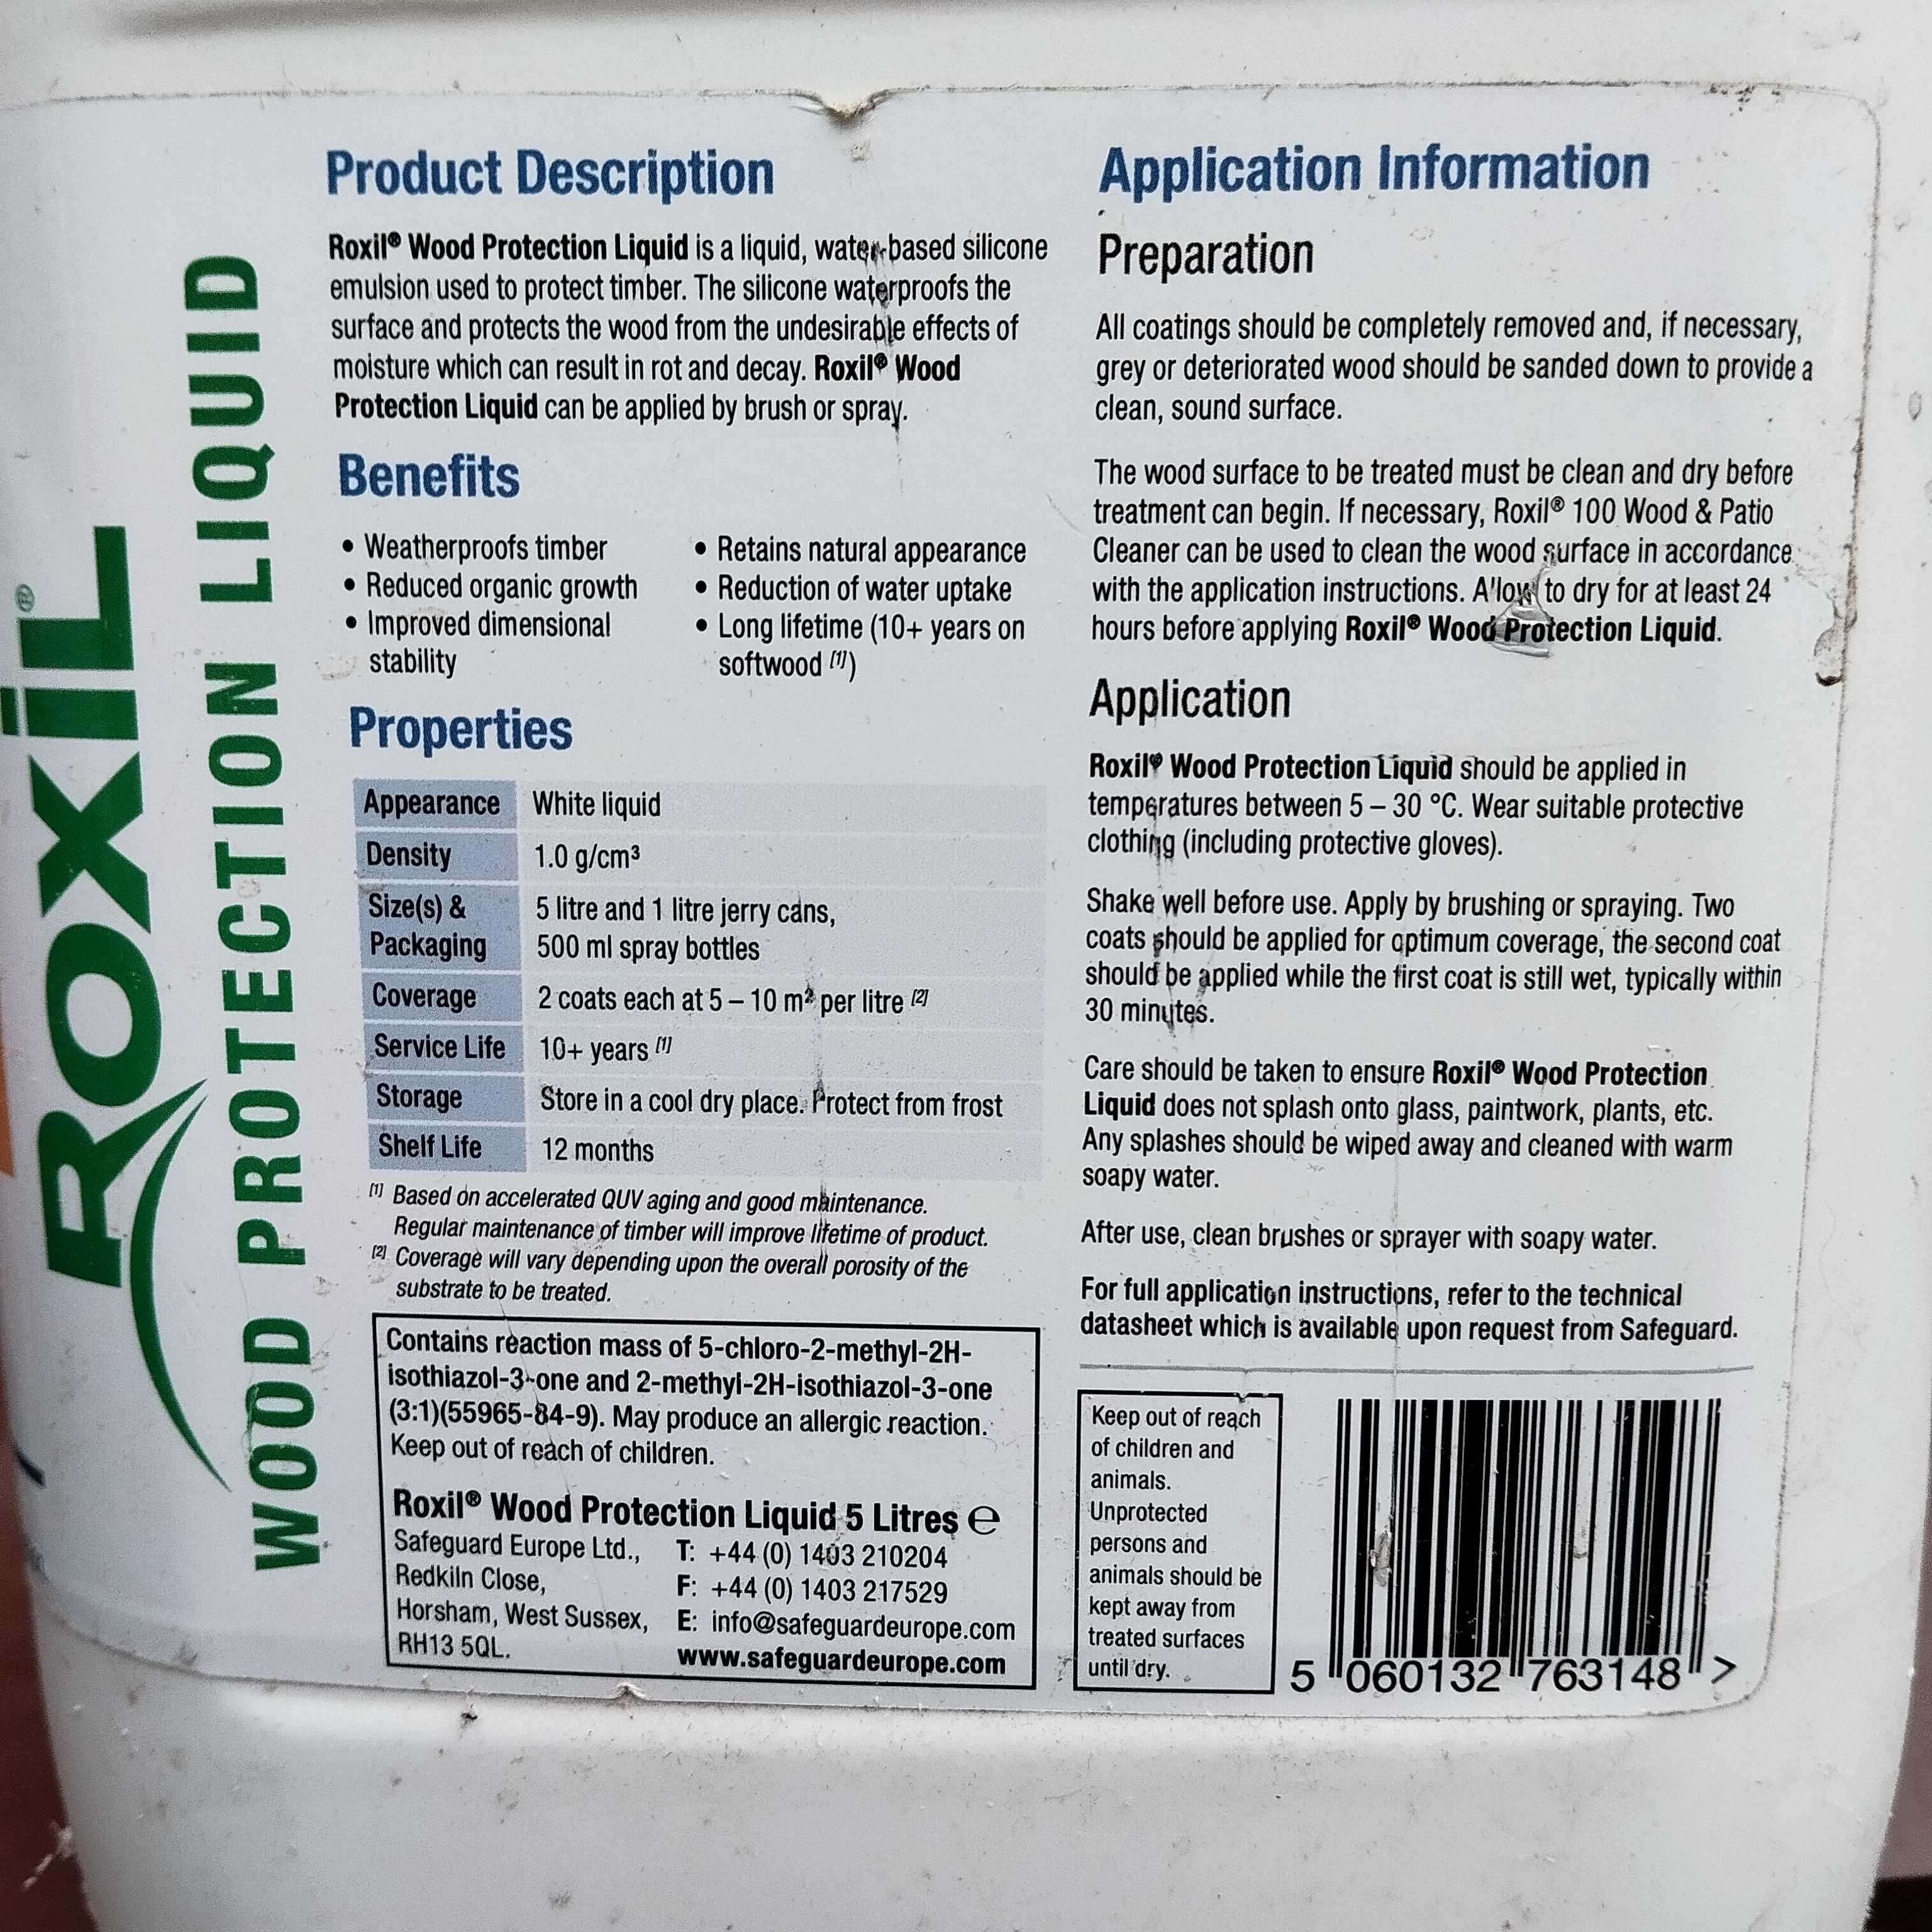 ROXiL®
WOOD PROTECTION LIQUID
Product Description
Roxil® Wood Protection Liquid is a liquid, water-based silicone
emulsion used to protect timber. The silicone waterproofs the
surface and protects the wood from the undesirable effects of
moisture which can result in rot and decay. Roxil® Wood
Protection Liquid can be applied by brush or spray.
Benefits
• Weatherproofs timber
• Reduced organic growth
• Improved dimensional
stability
• Retains natural appearance
• Reduction of water uptake
• Long lifetime (10+ years on
softwood [1])
Properties
Appearance White liquid
Density 1.0 g/cm³
Size(s) & 5 litre and 1 litre jerry cans,
Packaging 500 ml spray bottles
Coverage 2 coats each at 5 – 10 m² per litre [2]
Service Life 10+ years [1]
Storage Store in a cool dry place. Protect from frost
Shelf Life 12 months
[1] Based on accelerated QUV aging and good maintenance.
Regular maintenance of timber will improve lifetime of product.
[2] Coverage will vary depending upon the overall porosity of the
substrate to be treated.
Contains reaction mass of 5-chloro-2-methyl-2H-
isothiazol-3-one and 2-methyl-2H-isothiazol-3-one
(3:1)(55965-84-9). May produce an allergic reaction.
Keep out of reach of children.
Roxil® Wood Protection Liquid 5 Litres ℮
Safeguard Europe Ltd.,
Redkiln Close,
Horsham, West Sussex,
RH13 5QL.
T: +44 (0) 1403 210204
F: +44 (0) 1403 217529
E: info@safeguardeurope.com
www.safeguardeurope.com
Application Information
Preparation
All coatings should be completely removed and, if necessary,
grey or deteriorated wood should be sanded down to provide a
clean, sound surface.
The wood surface to be treated must be clean and dry before
treatment can begin. If necessary, Roxil® 100 Wood & Patio
Cleaner can be used to clean the wood surface in accordance
with the application instructions. Allow to dry for at least 24
hours before applying Roxil® Wood Protection Liquid.
Application
Roxil® Wood Protection Liquid should be applied in
temperatures between 5 – 30 °C. Wear suitable protective
clothing (including protective gloves).
Shake well before use. Apply by brushing or spraying. Two
coats should be applied for optimum coverage, the second coat
should be applied while the first coat is still wet, typically within
30 minutes.
Care should be taken to ensure Roxil® Wood Protection
Liquid does not splash onto glass, paintwork, plants, etc.
Any splashes should be wiped away and cleaned with warm
soapy water.
After use, clean brushes or sprayer with soapy water.
For full application instructions, refer to the technical
datasheet which is available upon request from Safeguard.
Keep out of reach
of children and
animals.
Unprotected
persons and
animals should be
kept away from
treated surfaces
until dry.
5 060132 763148 >